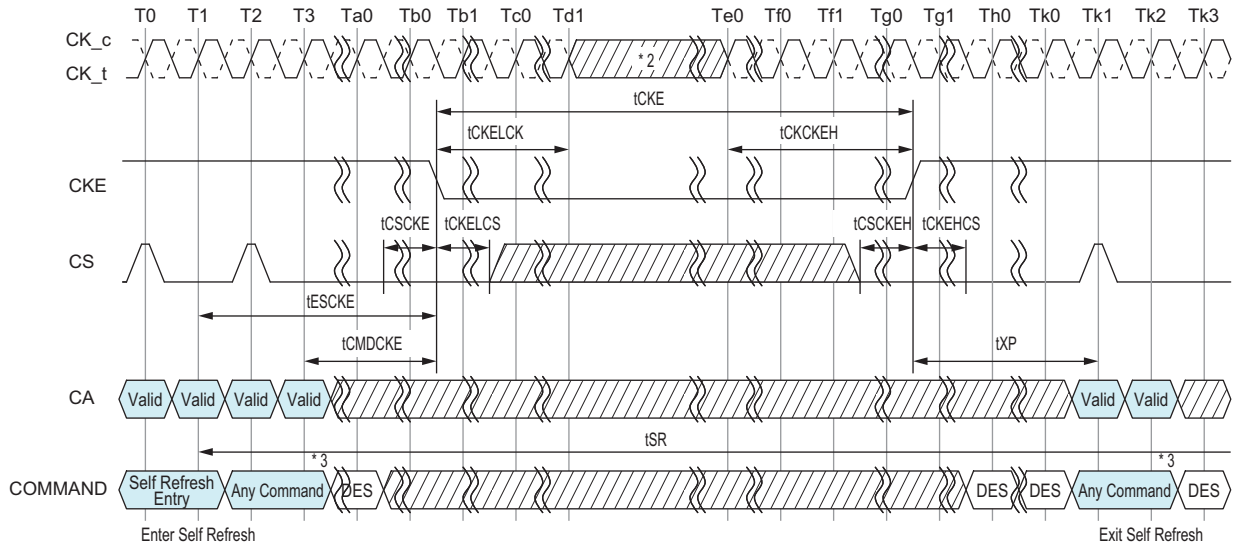 T0 T1 T2 T3 Ta0 Tb0 Tb1 Tc0 Td1 Te0 Tf0 Tf1 Tg0 Tg1 Th0 Tk0 Tk1 Tk2 Tk3
CK_c
CK_t
* 2
tCKE
tCKELCK tCKCKEH
CKE
tCSCKE tCKELCS tCSCKEH tCKEHCS
CS
tESCKE
tCMDCKE tXP
CA Valid Valid Valid Valid Valid Valid
tSR
* 3 * 3
COMMAND Self Refresh Entry Any Command DES DES DES Any Command DES
Enter Self Refresh Exit Self Refresh